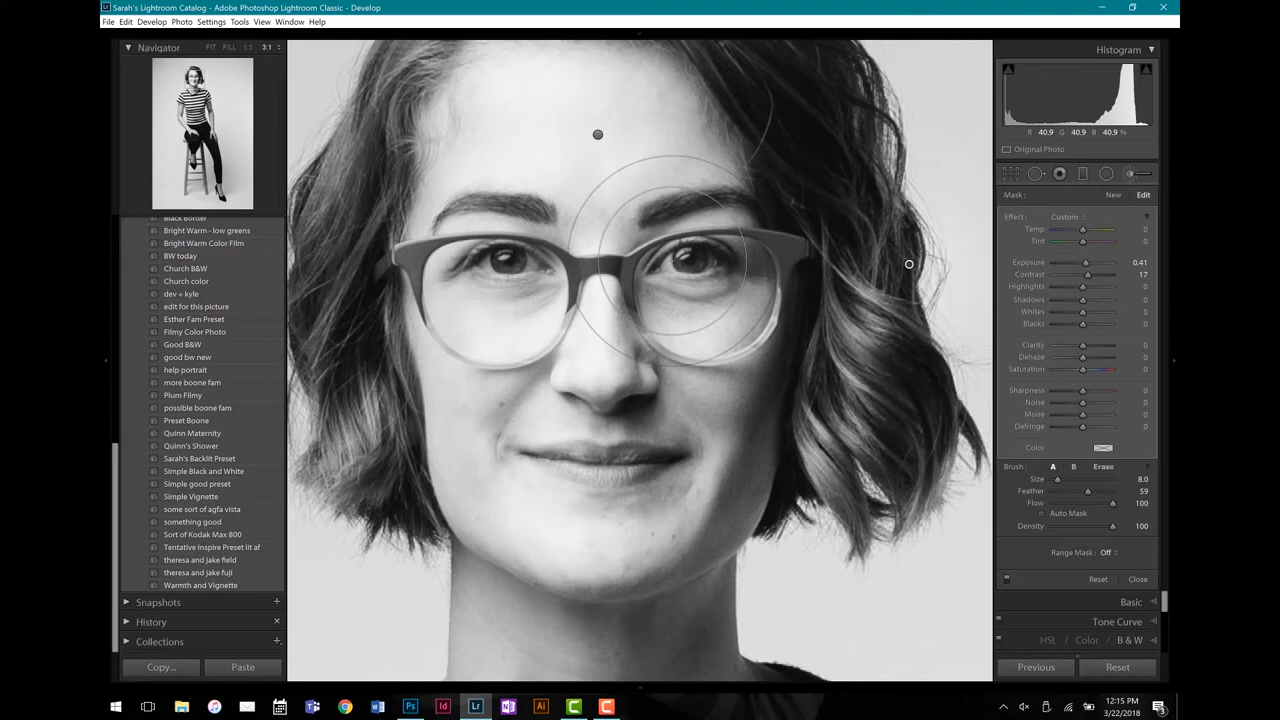 Sarah's Lightroom Catalog - Adobe Photoshop Lightroom Classic - Develop
File Edit Develop Photo Settings Tools View Window Help
Navigator FIT FILL 1:1 3:1
Black Border
Bright Warm - low greens
Bright Warm Color Film
BW today
Church B&W
Church color
dev + kyle
edit for this picture
Esther Fam Preset
Filmy Color Photo
Good B&W
good bw new
help portrait
more boone fam
Plum Filmy
possible boone fam
Preset Boone
Quinn Maternity
Quinn's Shower
Sarah's Backlit Preset
Simple Black and White
Simple good preset
Simple Vignette
some sort of agfa vista
something good
Sort of Kodak Max 800
Tentative Inspire Preset lit af
theresa and jake field
theresa and jake fuji
Warmth and Vignette
Snapshots +
History ×
Collections +
Copy... Paste
Histogram
R 40.9 G 40.9 B 40.9 %
Original Photo
Mask : New Edit
Effect : Custom
Temp 0
Tint 0
Exposure 0.41
Contrast 17
Highlights 0
Shadows 0
Whites 0
Blacks 0
Clarity 0
Dehaze 0
Saturation 0
Sharpness 0
Noise 0
Moiré 0
Defringe 0
Color
Brush : A B Erase
Size 8.0
Feather 59
Flow 100
Auto Mask
Density 100
Range Mask : Off
Reset Close
Basic
Tone Curve
HSL / Color / B & W
Previous Reset
Ps Id Lr N Ai C C
12:15 PM
3/22/2018
3